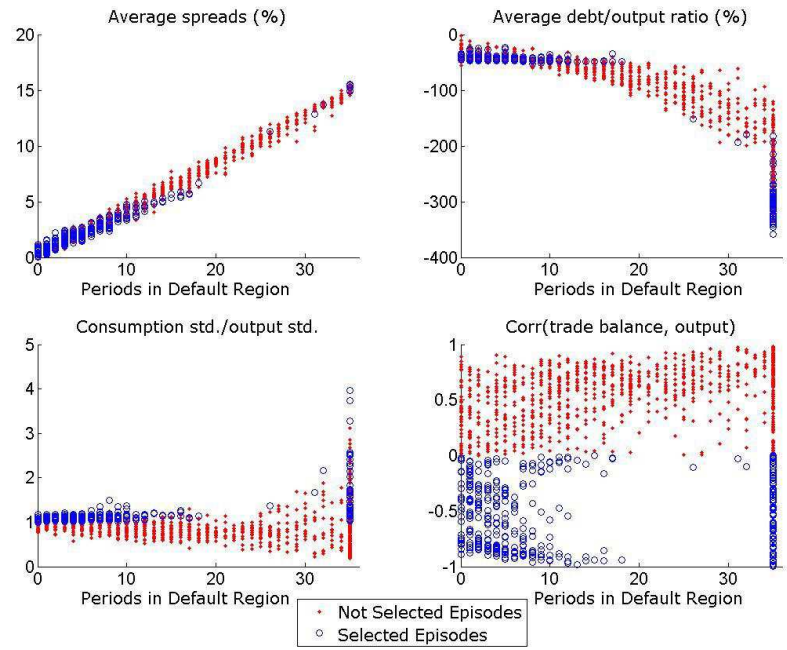 Average spreads (%)
20
15
10
5
0
0 10 20 30
Periods in Default Region
Average debt/output ratio (%)
0
-100
-200
-300
-400
0 10 20 30
Periods in Default Region
Consumption std./output std.
5
4
3
2
1
0
0 10 20 30
Periods in Default Region
Corr(trade balance, output)
1
0.5
0
-0.5
-1
0 10 20 30
Periods in Default Region
Not Selected Episodes
Selected Episodes